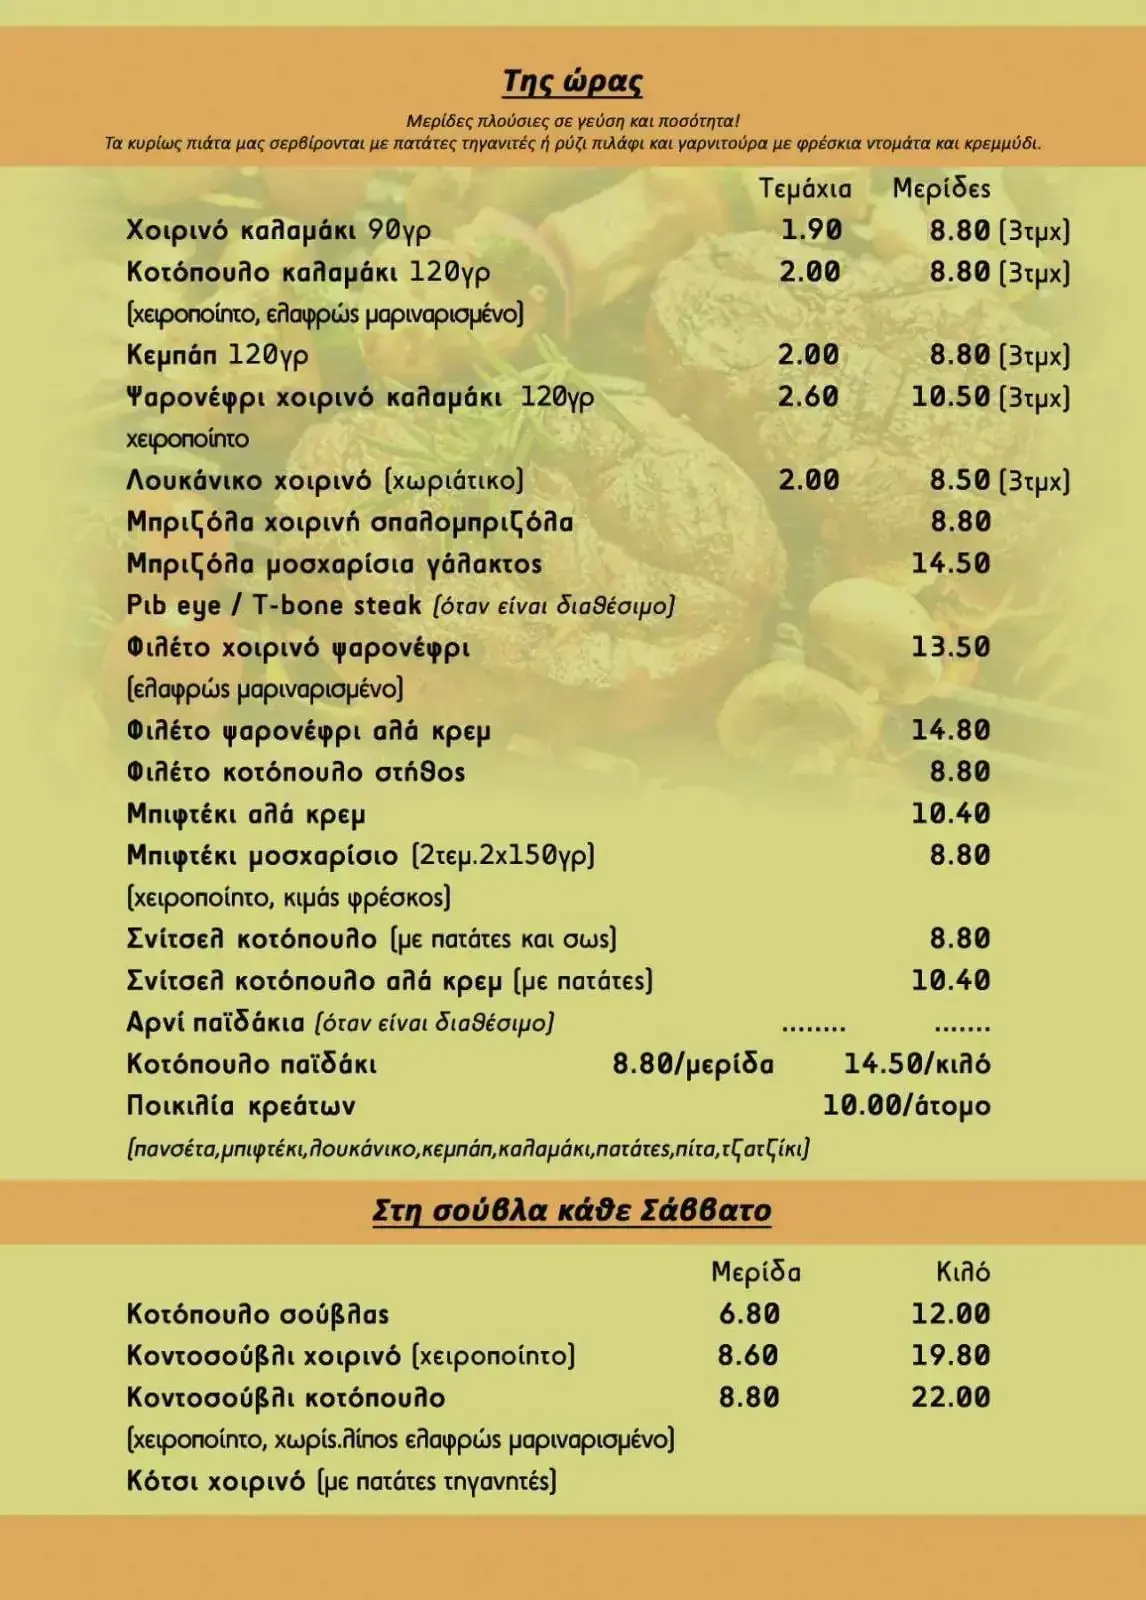 Της ώρας
Μερίδες πλούσιες σε γεύση και ποσότητα!
Τα κυρίως πιάτα μας σερβίρονται με πατάτες τηγανιτές ή ρύζι πιλάφι και γαρνιτούρα με φρέσκια ντομάτα και κρεμμύδι.
Τεμάχια Μερίδες
Χοιρινό καλαμάκι 90γρ 1.90 8.80 (3τμχ)
Κοτόπουλο καλαμάκι 120γρ 2.00 8.80 (3τμχ)
(χειροποίητο, ελαφρώς μαριναρισμένο)
Κεμπάπ 120γρ 2.00 8.80 (3τμχ)
Ψαρονέφρι χοιρινό καλαμάκι 120γρ 2.60 10.50 (3τμχ)
χειροποίητο
Λουκάνικο χοιρινό (χωριάτικο) 2.00 8.50 (3τμχ)
Μπριζόλα χοιρινή σπαλομπριζόλα 8.80
Μπριζόλα μοσχαρίσια γάλακτος 14.50
Ριb eye / T-bone steak (όταν είναι διαθέσιμο)
Φιλέτο χοιρινό ψαρονέφρι 13.50
(ελαφρώς μαριναρισμένο)
Φιλέτο ψαρονέφρι αλά κρεμ 14.80
Φιλέτο κοτόπουλο στήθος 8.80
Μπιφτέκι αλά κρεμ 10.40
Μπιφτέκι μοσχαρίσιο (2τεμ.2x150γρ) 8.80
(χειροποίητο, κιμάς φρέσκος)
Σνίτσελ κοτόπουλο (με πατάτες και σως) 8.80
Σνίτσελ κοτόπουλο αλά κρεμ (με πατάτες) 10.40
Αρνί παϊδάκια (όταν είναι διαθέσιμο) ........ .......
Κοτόπουλο παϊδάκι 8.80/μερίδα 14.50/κιλό
Ποικιλία κρεάτων 10.00/άτομο
(πανσέτα,μπιφτέκι,λουκάνικο,κεμπάπ,καλαμάκι,πατάτες,πίτα,τζατζίκι)
Στη σούβλα κάθε Σάββατο
Μερίδα Κιλό
Κοτόπουλο σούβλας 6.80 12.00
Κοντοσούβλι χοιρινό (χειροποίητο) 8.60 19.80
Κοντοσούβλι κοτόπουλο 8.80 22.00
(χειροποίητο, χωρίς.λίπος ελαφρώς μαριναρισμένο)
Κότσι χοιρινό (με πατάτες τηγανητές)